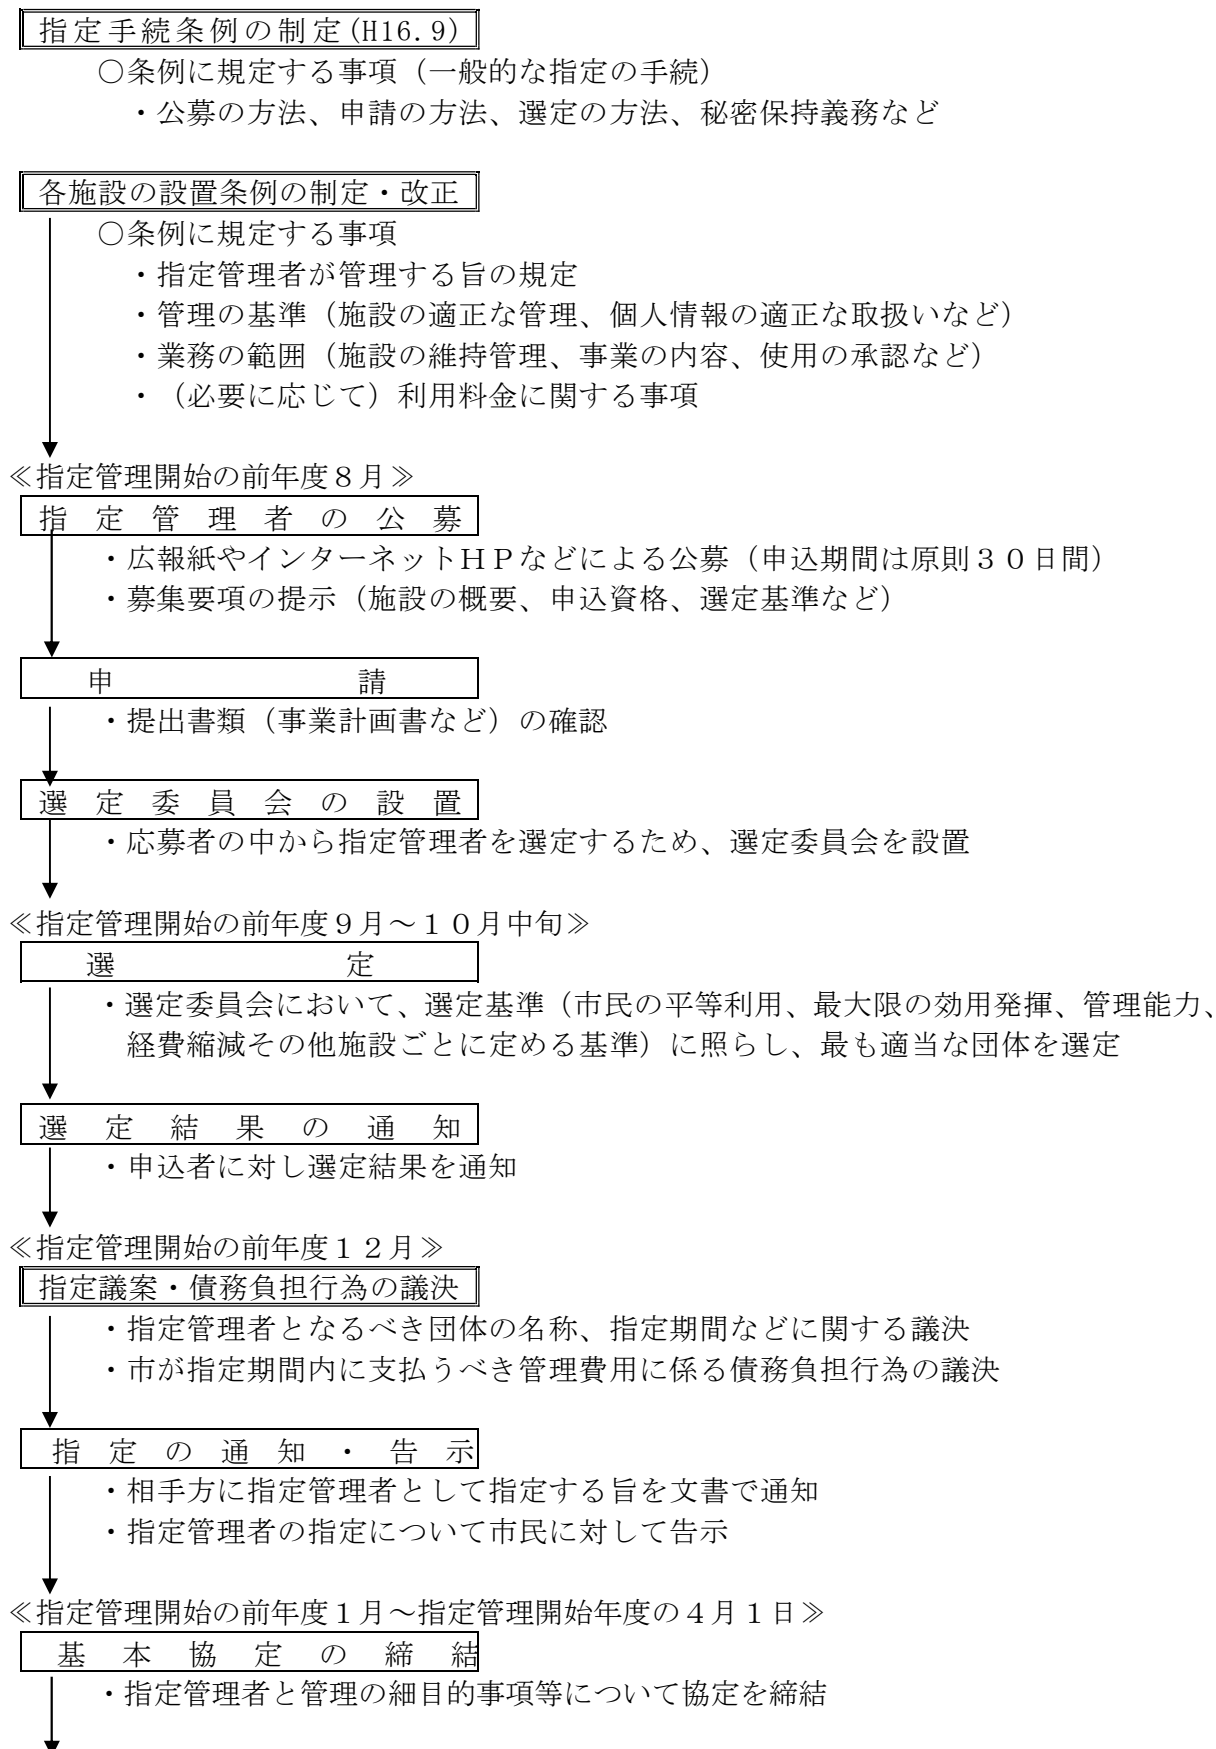 指定手続条例の制定(H16.9)
○条例に規定する事項（一般的な指定の手続）
・公募の方法、申請の方法、選定の方法、秘密保持義務など
各施設の設置条例の制定・改正
○条例に規定する事項
・指定管理者が管理する旨の規定
・管理の基準（施設の適正な管理、個人情報の適正な取扱いなど）
・業務の範囲（施設の維持管理、事業の内容、使用の承認など）
・（必要に応じて）利用料金に関する事項
≪指定管理開始の前年度８月≫
指定管理者の公募
・広報紙やインターネットＨＰなどによる公募（申込期間は原則３０日間）
・募集要項の提示（施設の概要、申込資格、選定基準など）
申請
・提出書類（事業計画書など）の確認
選定委員会の設置
・応募者の中から指定管理者を選定するため、選定委員会を設置
≪指定管理開始の前年度９月～１０月中旬≫
選定
・選定委員会において、選定基準（市民の平等利用、最大限の効用発揮、管理能力、
経費縮減その他施設ごとに定める基準）に照らし、最も適当な団体を選定
選定結果の通知
・申込者に対し選定結果を通知
≪指定管理開始の前年度１２月≫
指定議案・債務負担行為の議決
・指定管理者となるべき団体の名称、指定期間などに関する議決
・市が指定期間内に支払うべき管理費用に係る債務負担行為の議決
指定の通知・告示
・相手方に指定管理者として指定する旨を文書で通知
・指定管理者の指定について市民に対して告示
≪指定管理開始の前年度１月～指定管理開始年度の４月１日≫
基本協定の締結
・指定管理者と管理の細目的事項等について協定を締結